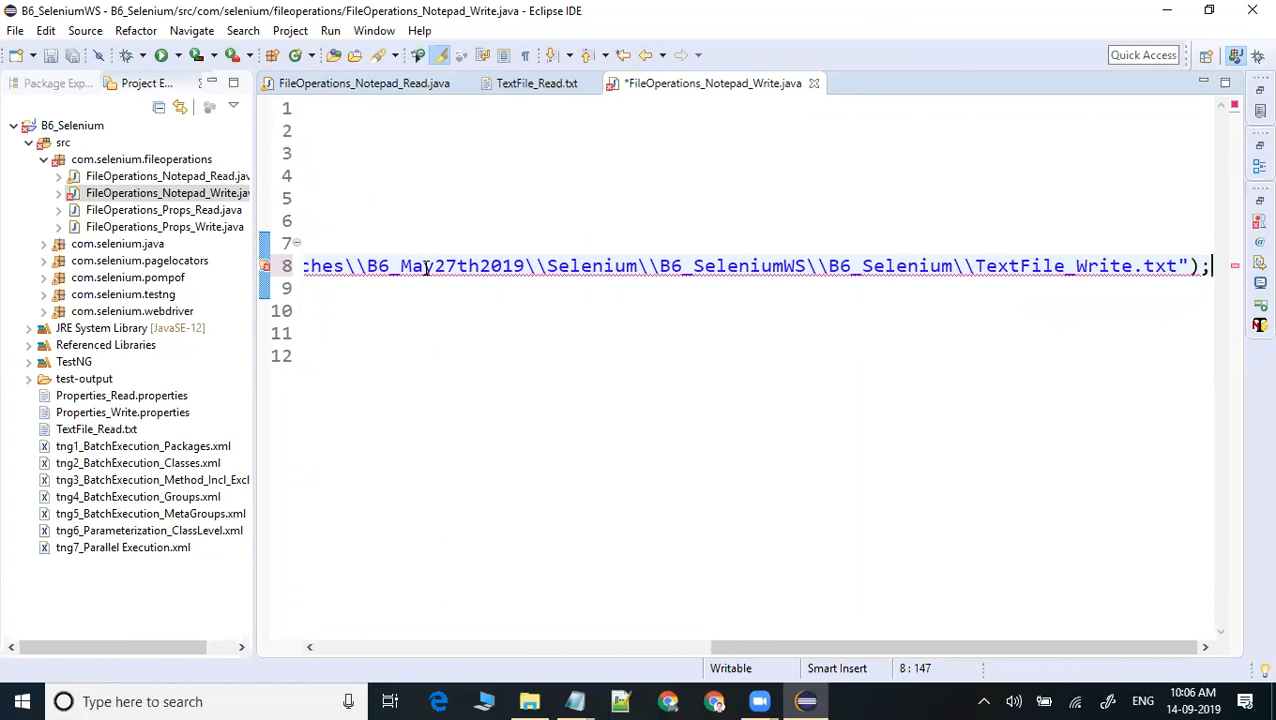 B6_SeleniumWS - B6_Selenium/src/com/selenium/fileoperations/FileOperations_Notepad_Write.java - Eclipse IDE
File Edit Source Refactor Navigate Search Project Run Window Help
Quick Access
Package Exp... Project E... FileOperations_Notepad_Read.java TextFile_Read.txt *FileOperations_Notepad_Write.java
B6_Selenium
src
com.selenium.fileoperations
FileOperations_Notepad_Read.jav
FileOperations_Notepad_Write.jav
FileOperations_Props_Read.java
FileOperations_Props_Write.java
com.selenium.java
com.selenium.pagelocators
com.selenium.pompof
com.selenium.testng
com.selenium.webdriver
JRE System Library [JavaSE-12]
Referenced Libraries
TestNG
test-output
Properties_Read.properties
Properties_Write.properties
TextFile_Read.txt
tng1_BatchExecution_Packages.xml
tng2_BatchExecution_Classes.xml
tng3_BatchExecution_Method_Incl_Excl
tng4_BatchExecution_Groups.xml
tng5_BatchExecution_MetaGroups.xml
tng6_Parameterization_ClassLevel.xml
tng7_Parallel Execution.xml
1
2
3
4
5
6
7
8 ches\\B6_May27th2019\\Selenium\\B6_SeleniumWS\\B6_Selenium\\TextFile_Write.txt");
9
10
11
12
Writable Smart Insert 8 : 147
Type here to search
ENG
10:06 AM
14-09-2019